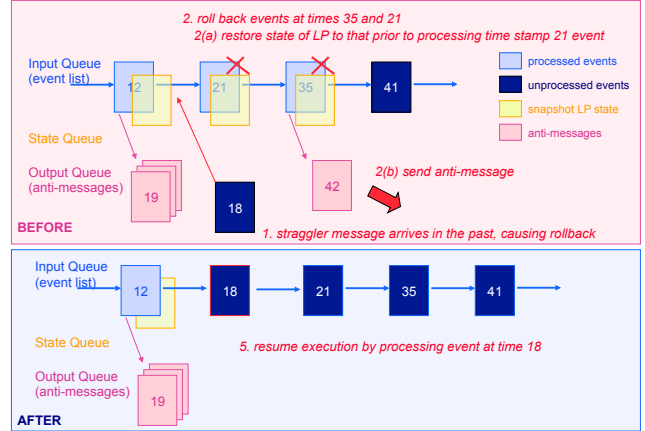 2. roll back events at times 35 and 21
2(a) restore state of LP to that prior to processing time stamp 21 event
Input Queue
(event list)
12
21
35
41
processed events
unprocessed events
snapshot LP state
anti-messages
State Queue
Output Queue
(anti-messages)
19
18
42
2(b) send anti-message
BEFORE
1. straggler message arrives in the past, causing rollback
Input Queue
(event list)
12
18
21
35
41
State Queue
5. resume execution by processing event at time 18
Output Queue
(anti-messages)
19
AFTER